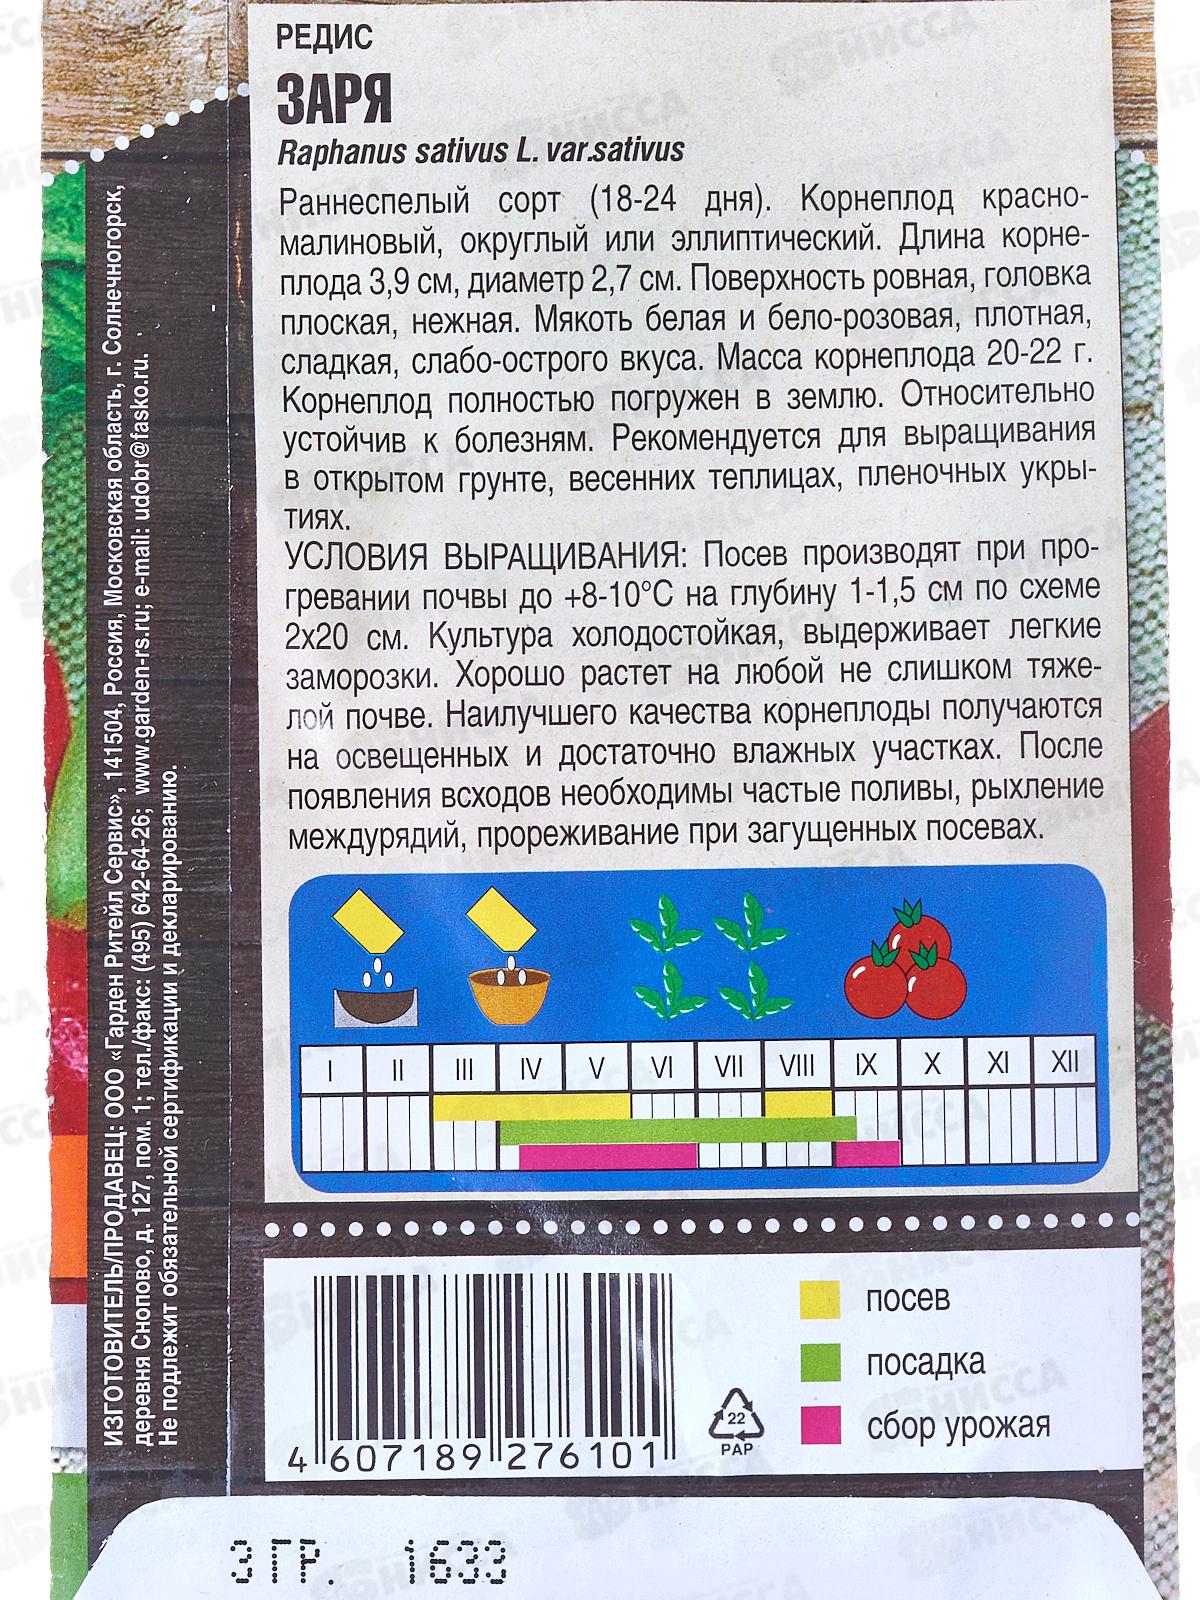 РЕДИС
ЗАРЯ
Raphanus sativus L. var.sativus
Раннеспелый сорт (18-24 дня). Корнеплод красно-
малиновый, округлый или эллиптический. Длина корне-
плода 3,9 см, диаметр 2,7 см. Поверхность ровная, головка
плоская, нежная. Мякоть белая и бело-розовая, плотная,
сладкая, слабо-острого вкуса. Масса корнеплода 20-22 г.
Корнеплод полностью погружен в землю. Относительно
устойчив к болезням. Рекомендуется для выращивания
в открытом грунте, весенних теплицах, пленочных укры-
тиях.
УСЛОВИЯ ВЫРАЩИВАНИЯ: Посев производят при про-
гревании почвы до +8-10°С на глубину 1-1,5 см по схеме
2х20 см. Культура холодостойкая, выдерживает легкие
заморозки. Хорошо растет на любой не слишком тяже-
лой почве. Наилучшего качества корнеплоды получаются
на освещенных и достаточно влажных участках. После
появления всходов необходимы частые поливы, рыхление
междурядий, прореживание при загущенных посевах.
I II III IV V VI VII VIII IX X XI XII
посев
посадка
сбор урожая
22
PAP
4 607189 276101
3 ГР. 1633
ИЗГОТОВИТЕЛЬ/ПРОДАВЕЦ: ООО «Гарден Ритейл Сервис», 141504, Россия, Московская область, г. Солнечногорск,
деревня Снопово, д. 127, пом. 1; тел./факс: (495) 642-64-26; www.garden-rs.ru; e-mail: udobr@fasko.ru.
Не подлежит обязательной сертификации и декларированию.
НИССА